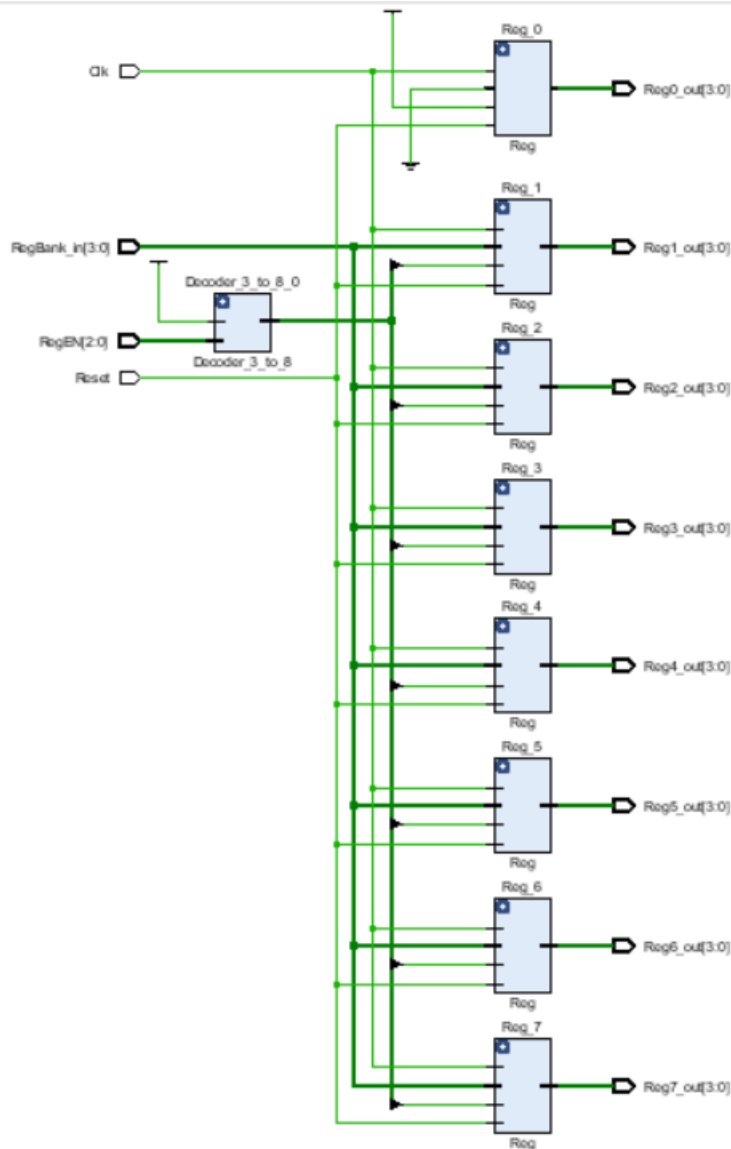 Reg_0
Clk
Reg0_out[3:0]
Reg
Reg_1
RegBank_in[3:0]
Reg1_out[3:0]
Decoder_3_to_8_0
Reg
RegEN[2:0]
Decoder_3_to_8
Reset
Reg_2
Reg2_out[3:0]
Reg
Reg_3
Reg3_out[3:0]
Reg
Reg_4
Reg4_out[3:0]
Reg
Reg_5
Reg5_out[3:0]
Reg
Reg_6
Reg6_out[3:0]
Reg
Reg_7
Reg7_out[3:0]
Reg